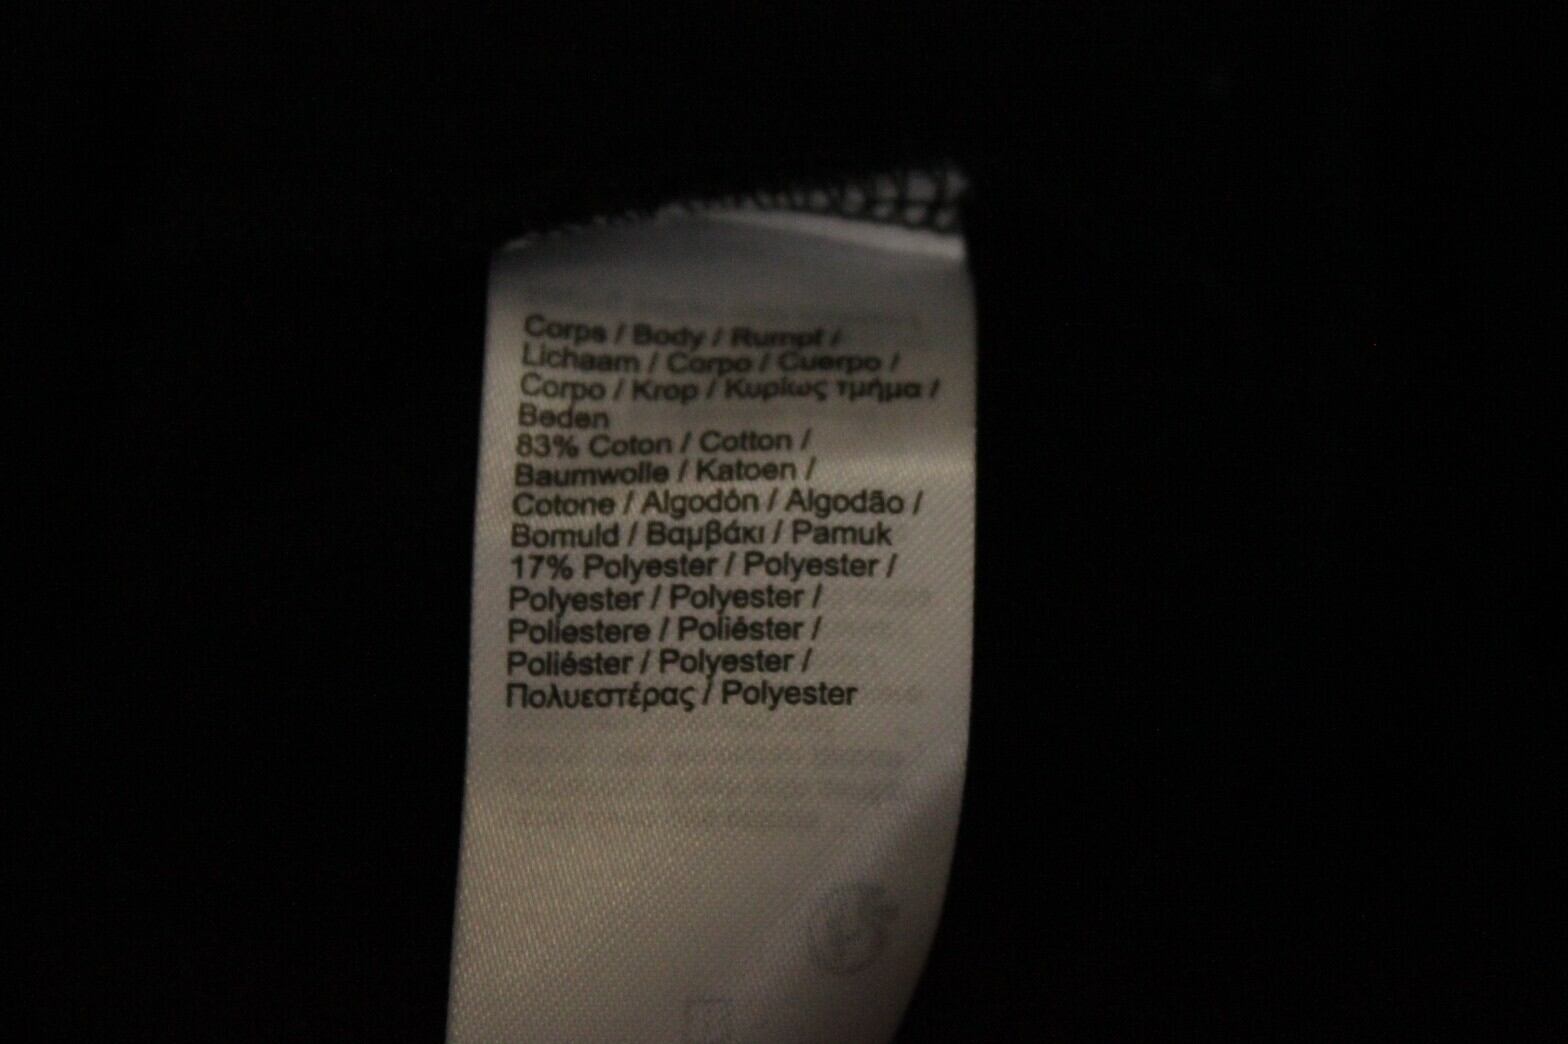 Corps / Body / Rumpf /
Lichaam / Corpo / Cuerpo /
Corpo / Krop / Κυρίως τμήμα /
Beden
83% Coton / Cotton /
Baumwolle / Katoen /
Cotone / Algodón / Algodão /
Bomuld / Βαμβάκι / Pamuk
17% Polyester / Polyester /
Polyester / Polyester /
Poliestere / Poliéster /
Poliéster / Polyester /
Πολυεστέρας / Polyester